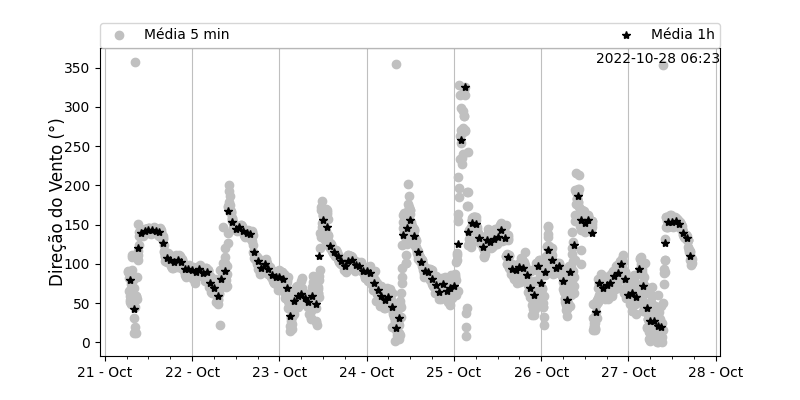 Média 5 min
Média 1h
2022-10-28 06:23
Direção do Vento (°)
350
300
250
200
150
100
50
0
21 - Oct
22 - Oct
23 - Oct
24 - Oct
25 - Oct
26 - Oct
27 - Oct
28 - Oct